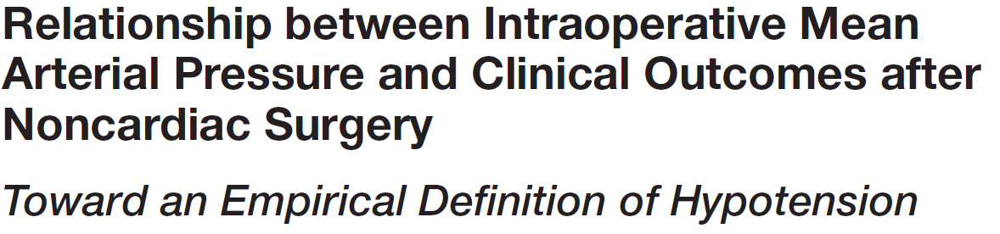 Relationship between Intraoperative Mean
Arterial Pressure and Clinical Outcomes after
Noncardiac Surgery
Toward an Empirical Definition of Hypotension